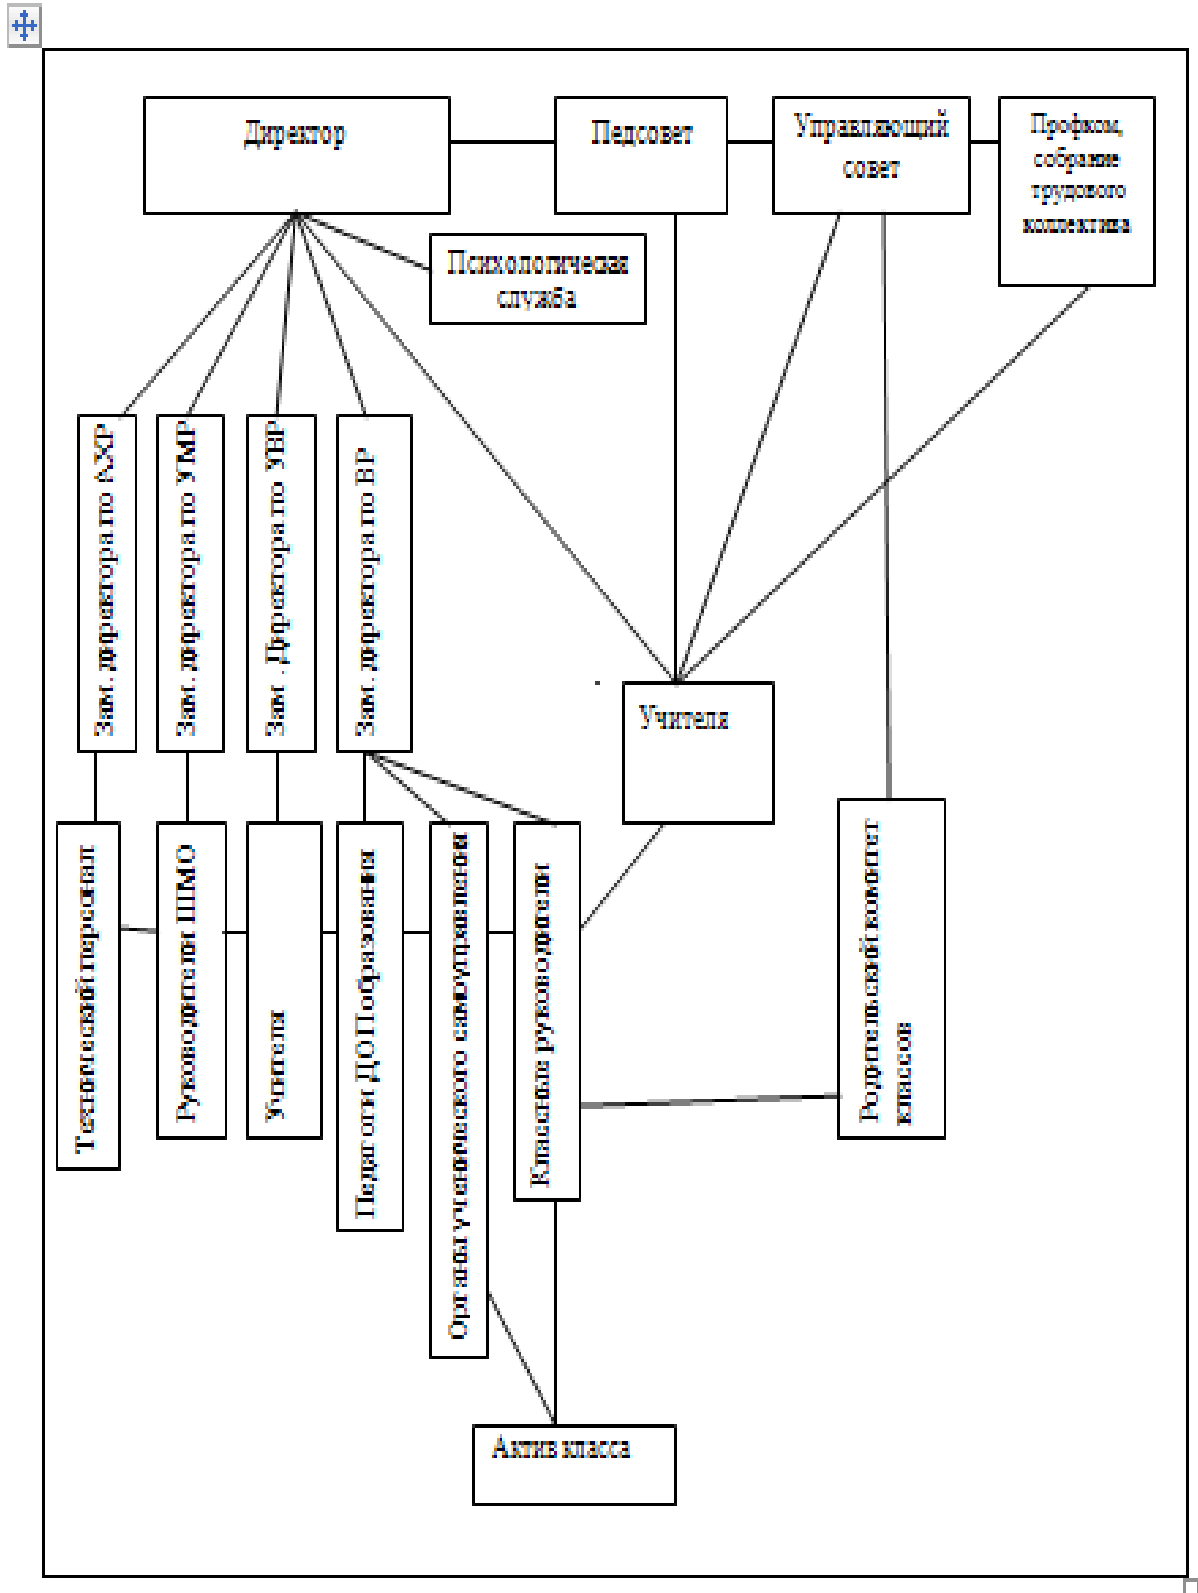 Директор
Педсовет
Управляющий
совет
Профком,
собрание
трудового
коллектива
Психологическая
служба
Зам. директора по АХР
Зам. директора по УМР
Зам . Директора по УВР
Зам. директора по ВР
Учителя
Технический персонал
Руководители ШМО
Учителя
Педагоги ДО Побразования
Органы ученического самоуправления
Классные руководители
Родительский комитет
классов
Актив класса